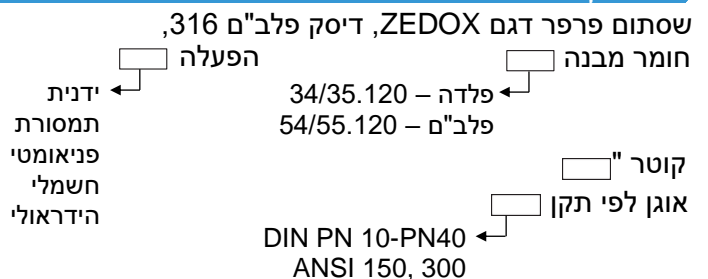 שסתום פרפר דגם ZEDOX, דיסק פלב"ם 316,
חומר מבנה
הפעלה
פלדה – 34/35.120
פלב"ם – 54/55.120
ידנית
תמסורת
פניאומטי
חשמלי
הידראולי
קוטר "
אוגן לפי תקן
DIN PN 10-PN40
ANSI 150, 300